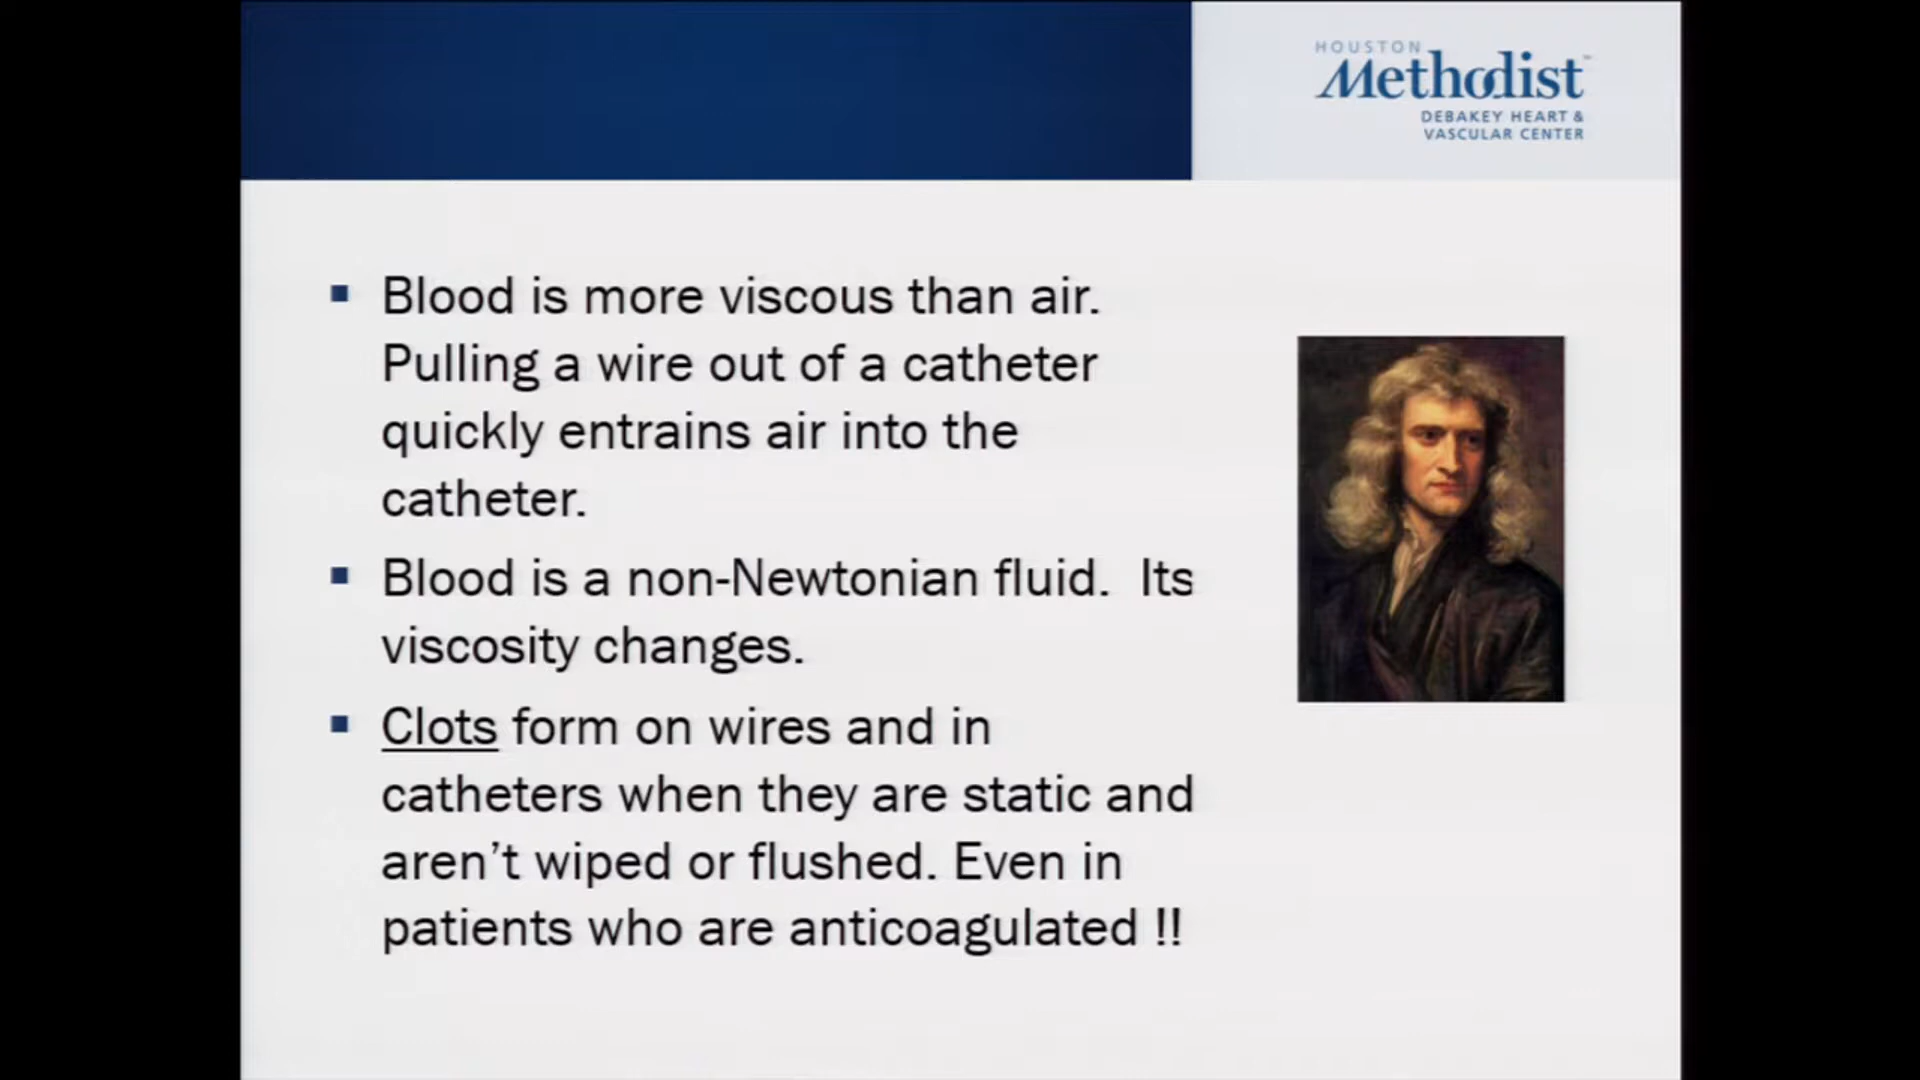 HOUSTON
Methodist
DEBAKEY HEART &
VASCULAR CENTER
Blood is more viscous than air.
Pulling a wire out of a catheter
quickly entrains air into the
catheter.
Blood is a non-Newtonian fluid. Its
viscosity changes.
Clots form on wires and in
catheters when they are static and
aren’t wiped or flushed. Even in
patients who are anticoagulated !!